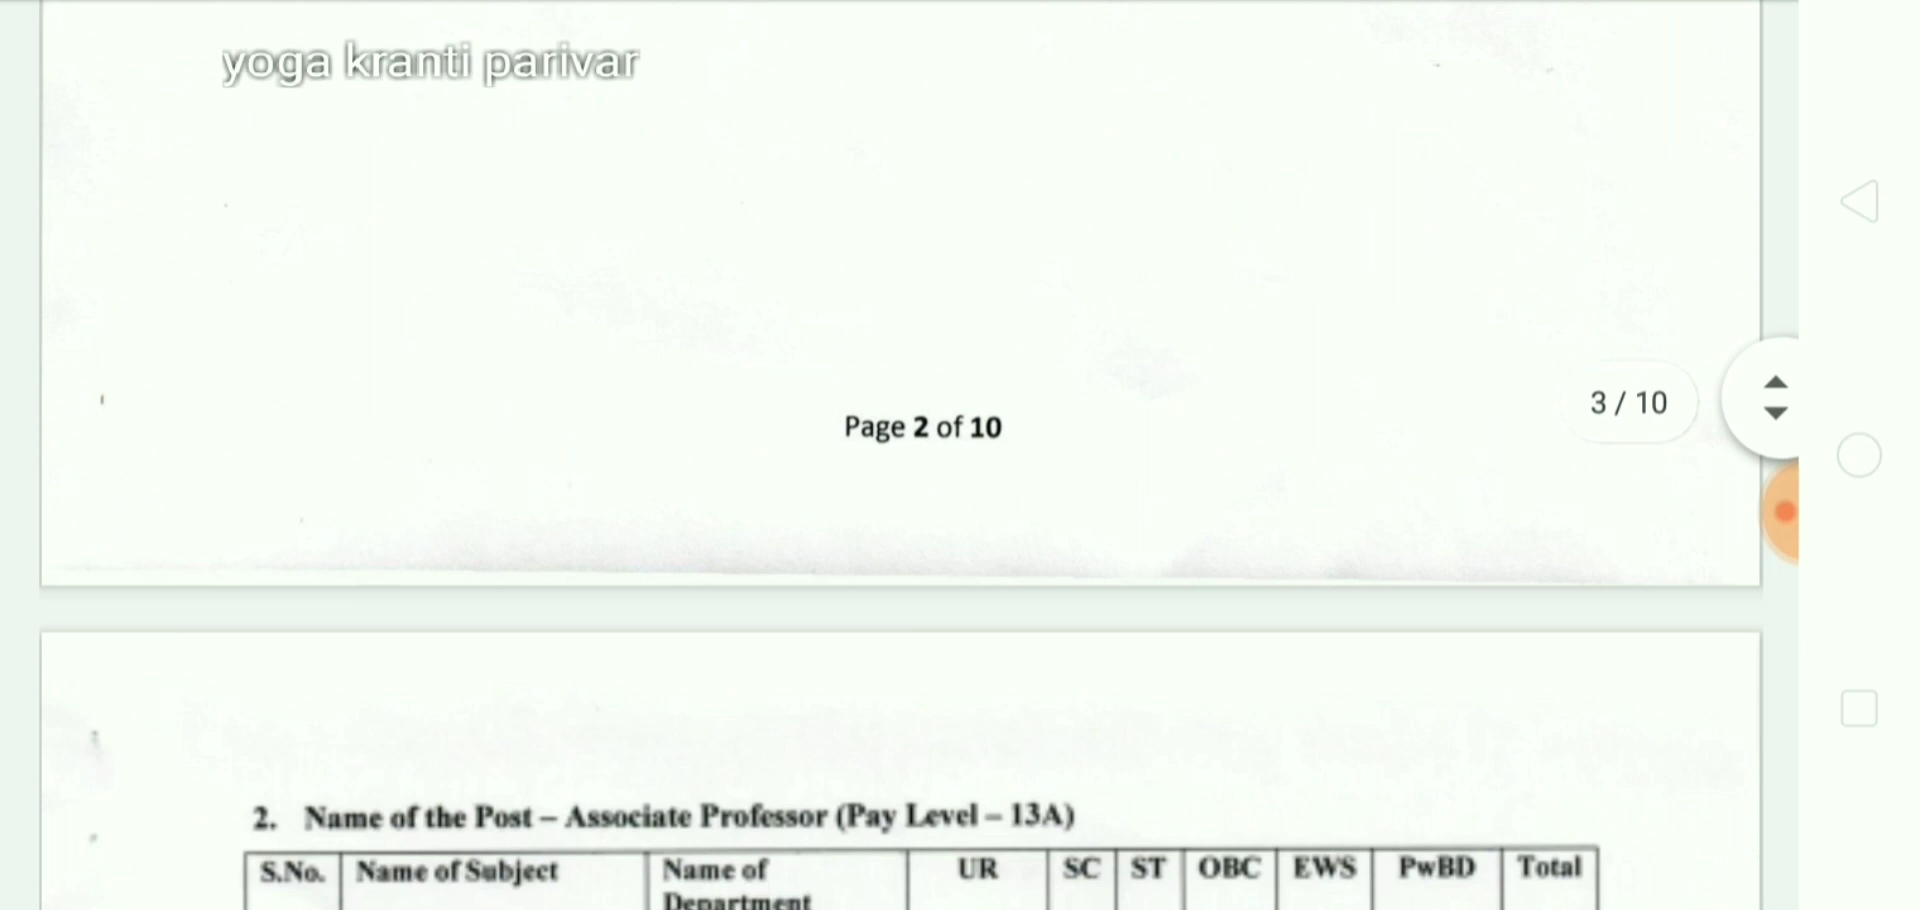 yoga kranti parivar
3 / 10
Page 2 of 10
2. Name of the Post – Associate Professor (Pay Level – 13A)
S.No. Name of Subject Name of Department UR SC ST OBC EWS PwBD Total